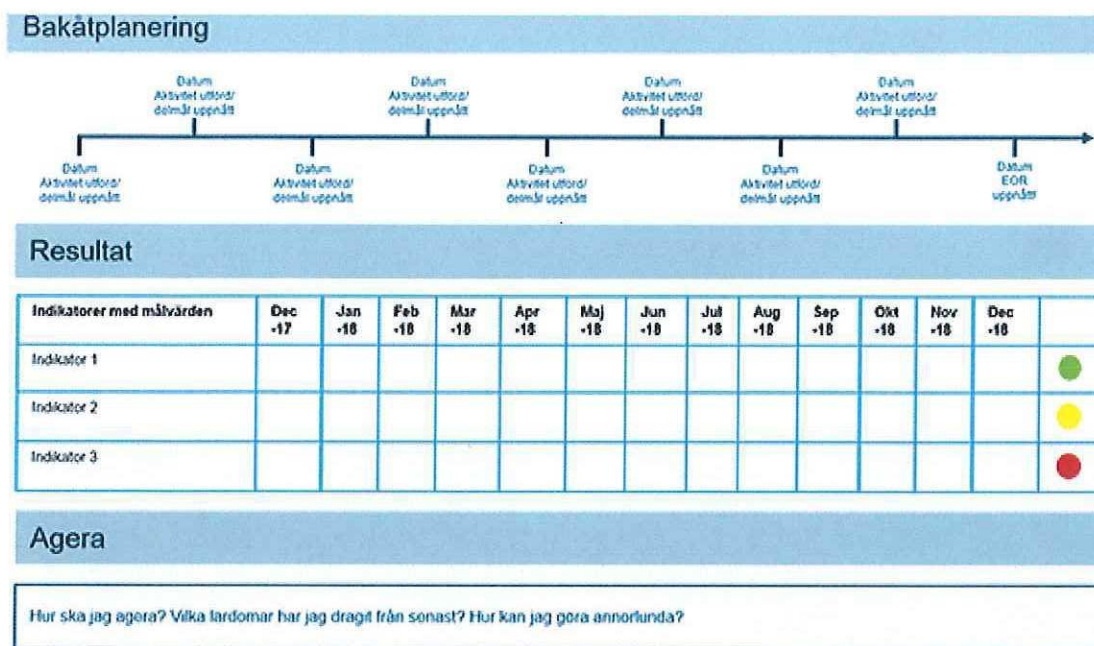 Bakåtplanering
Datum
Aktivitet utförd/
delmål uppnått
Datum
Aktivitet utförd/
delmål uppnått
Datum
Aktivitet utförd/
delmål uppnått
Datum
Aktivitet utförd/
delmål uppnått
Datum
Aktivitet utförd/
delmål uppnått
Datum
Aktivitet utförd/
delmål uppnått
Datum
Aktivitet utförd/
delmål uppnått
Datum
Aktivitet utförd/
delmål uppnått
Datum
EOR
uppnått
Resultat
Indikatorer med målvärden Dec -17 Jan -18 Feb -18 Mar -18 Apr -18 Maj -18 Jun -18 Jul -18 Aug -18 Sep -18 Okt -18 Nov -18 Dec -18
Indikator 1
Indikator 2
Indikator 3
Agera
Hur ska jag agera? Vilka lärdomar har jag dragit från senast? Hur kan jag göra annorlunda?